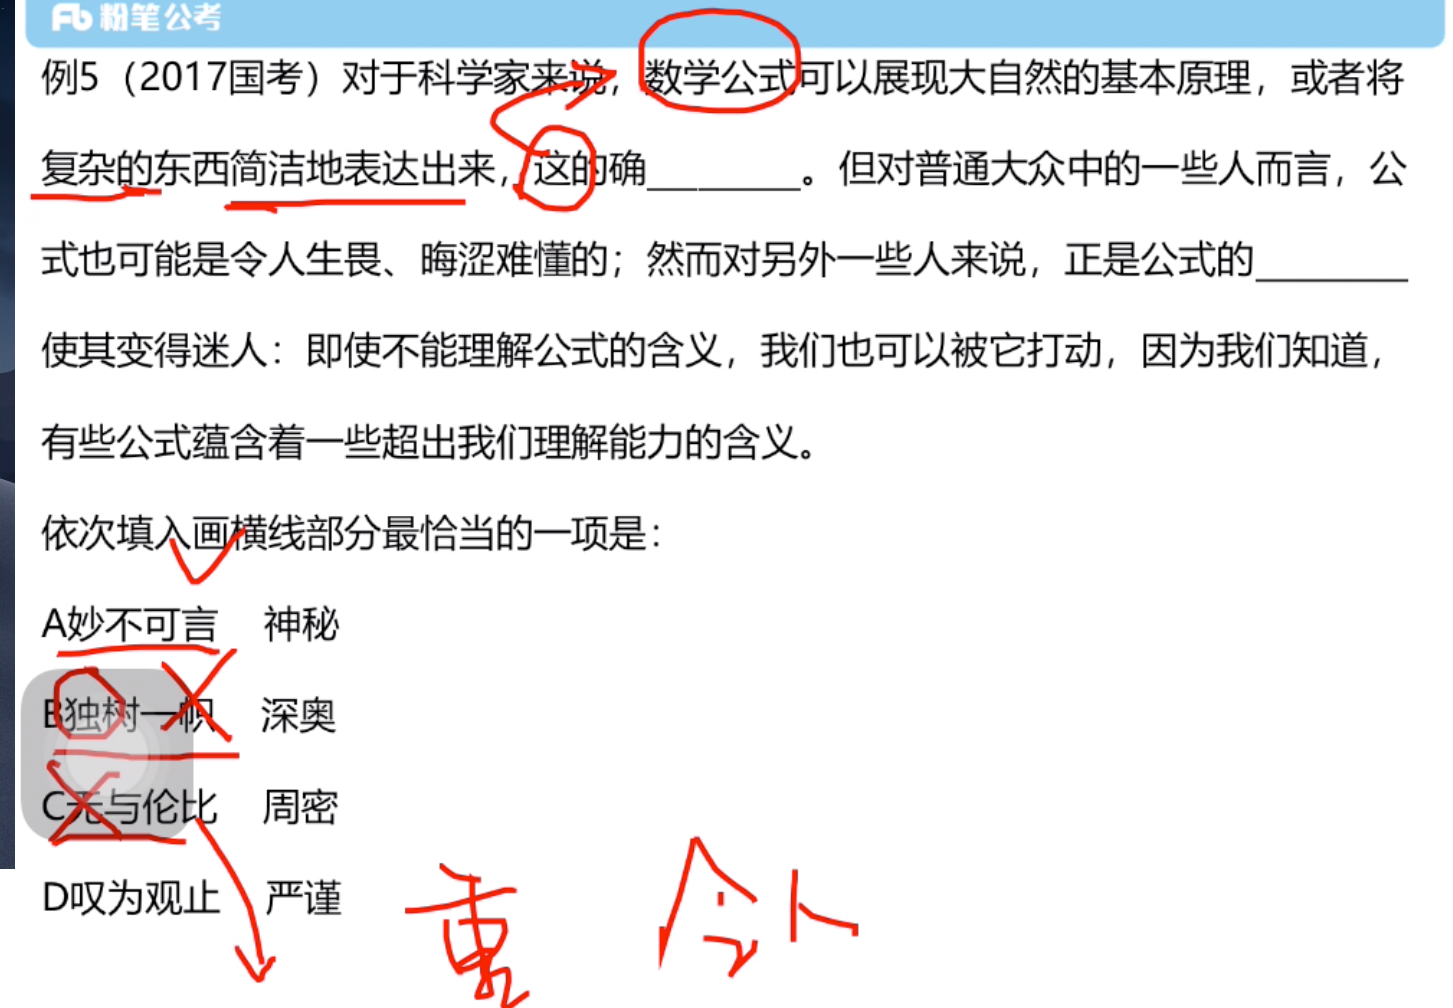 粉笔公考
例5（2017国考）对于科学家来说，数学公式可以展现大自然的基本原理，或者将
复杂的东西简洁地表达出来，这的确________。但对普通大众中的一些人而言，公
式也可能是令人生畏、晦涩难懂的；然而对另外一些人来说，正是公式的________
使其变得迷人：即使不能理解公式的含义，我们也可以被它打动，因为我们知道，
有些公式蕴含着一些超出我们理解能力的含义。
依次填入画横线部分最恰当的一项是：
A妙不可言 神秘
B独树一帜 深奥
C无与伦比 周密
D叹为观止 严谨